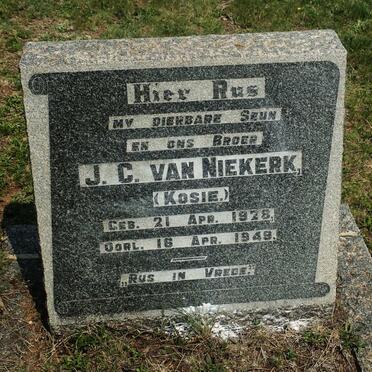 Hier Rus
my dierbare Seun
en ons Broer
J. C. van Niekerk,
(Kosie.)
Geb. 21 Apr. 1928,
Oorl. 16 Apr. 1948,
„Rus in Vrede”